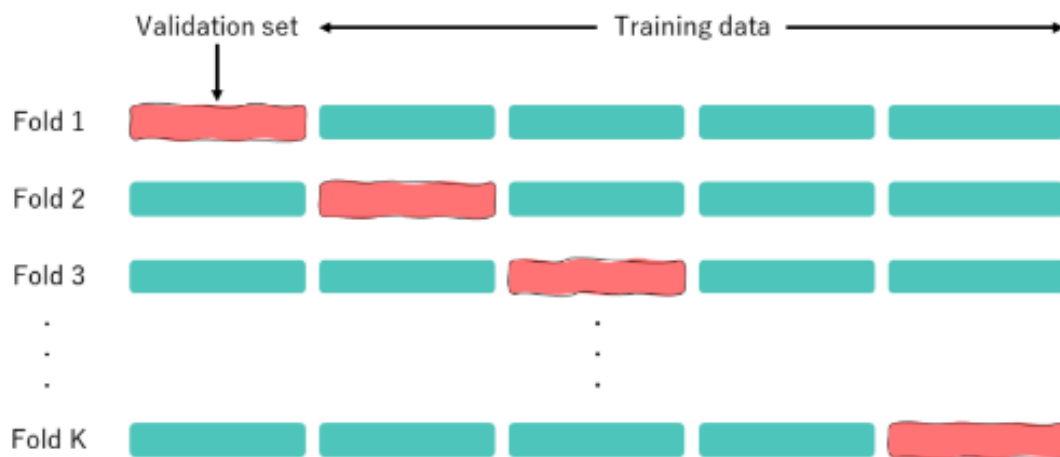 Validation set
Training data
Fold 1
Fold 2
Fold 3
Fold K